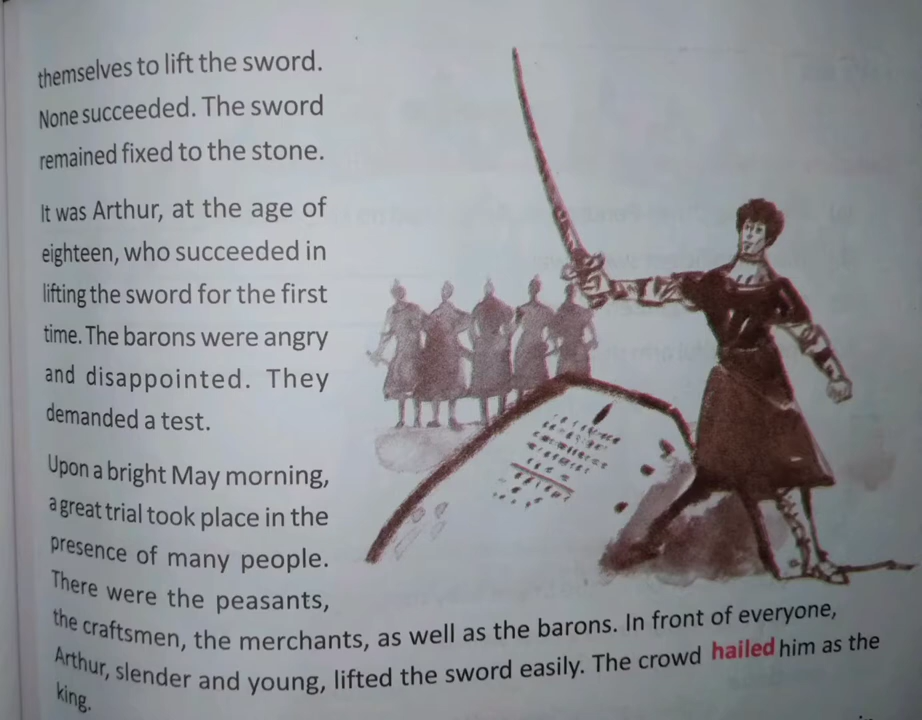 themselves to lift the sword.
None succeeded. The sword
remained fixed to the stone.
It was Arthur, at the age of
eighteen, who succeeded in
lifting the sword for the first
time. The barons were angry
and disappointed. They
demanded a test.
Upon a bright May morning,
a great trial took place in the
presence of many people.
There were the peasants,
the craftsmen, the merchants, as well as the barons. In front of everyone,
Arthur, slender and young, lifted the sword easily. The crowd hailed him as the
king.